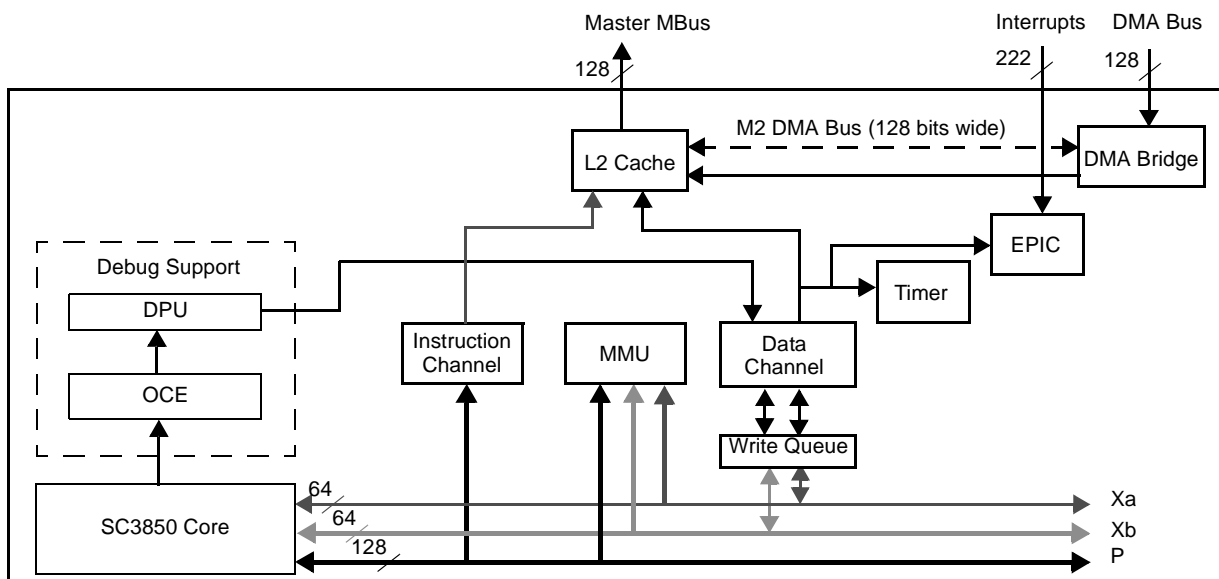 Master MBus
Interrupts
DMA Bus
128
222
128
M2 DMA Bus (128 bits wide)
L2 Cache
DMA Bridge
EPIC
Debug Support
Timer
DPU
Instruction
Channel
MMU
Data
Channel
OCE
Write Queue
64
Xa
SC3850 Core
64
Xb
128
P